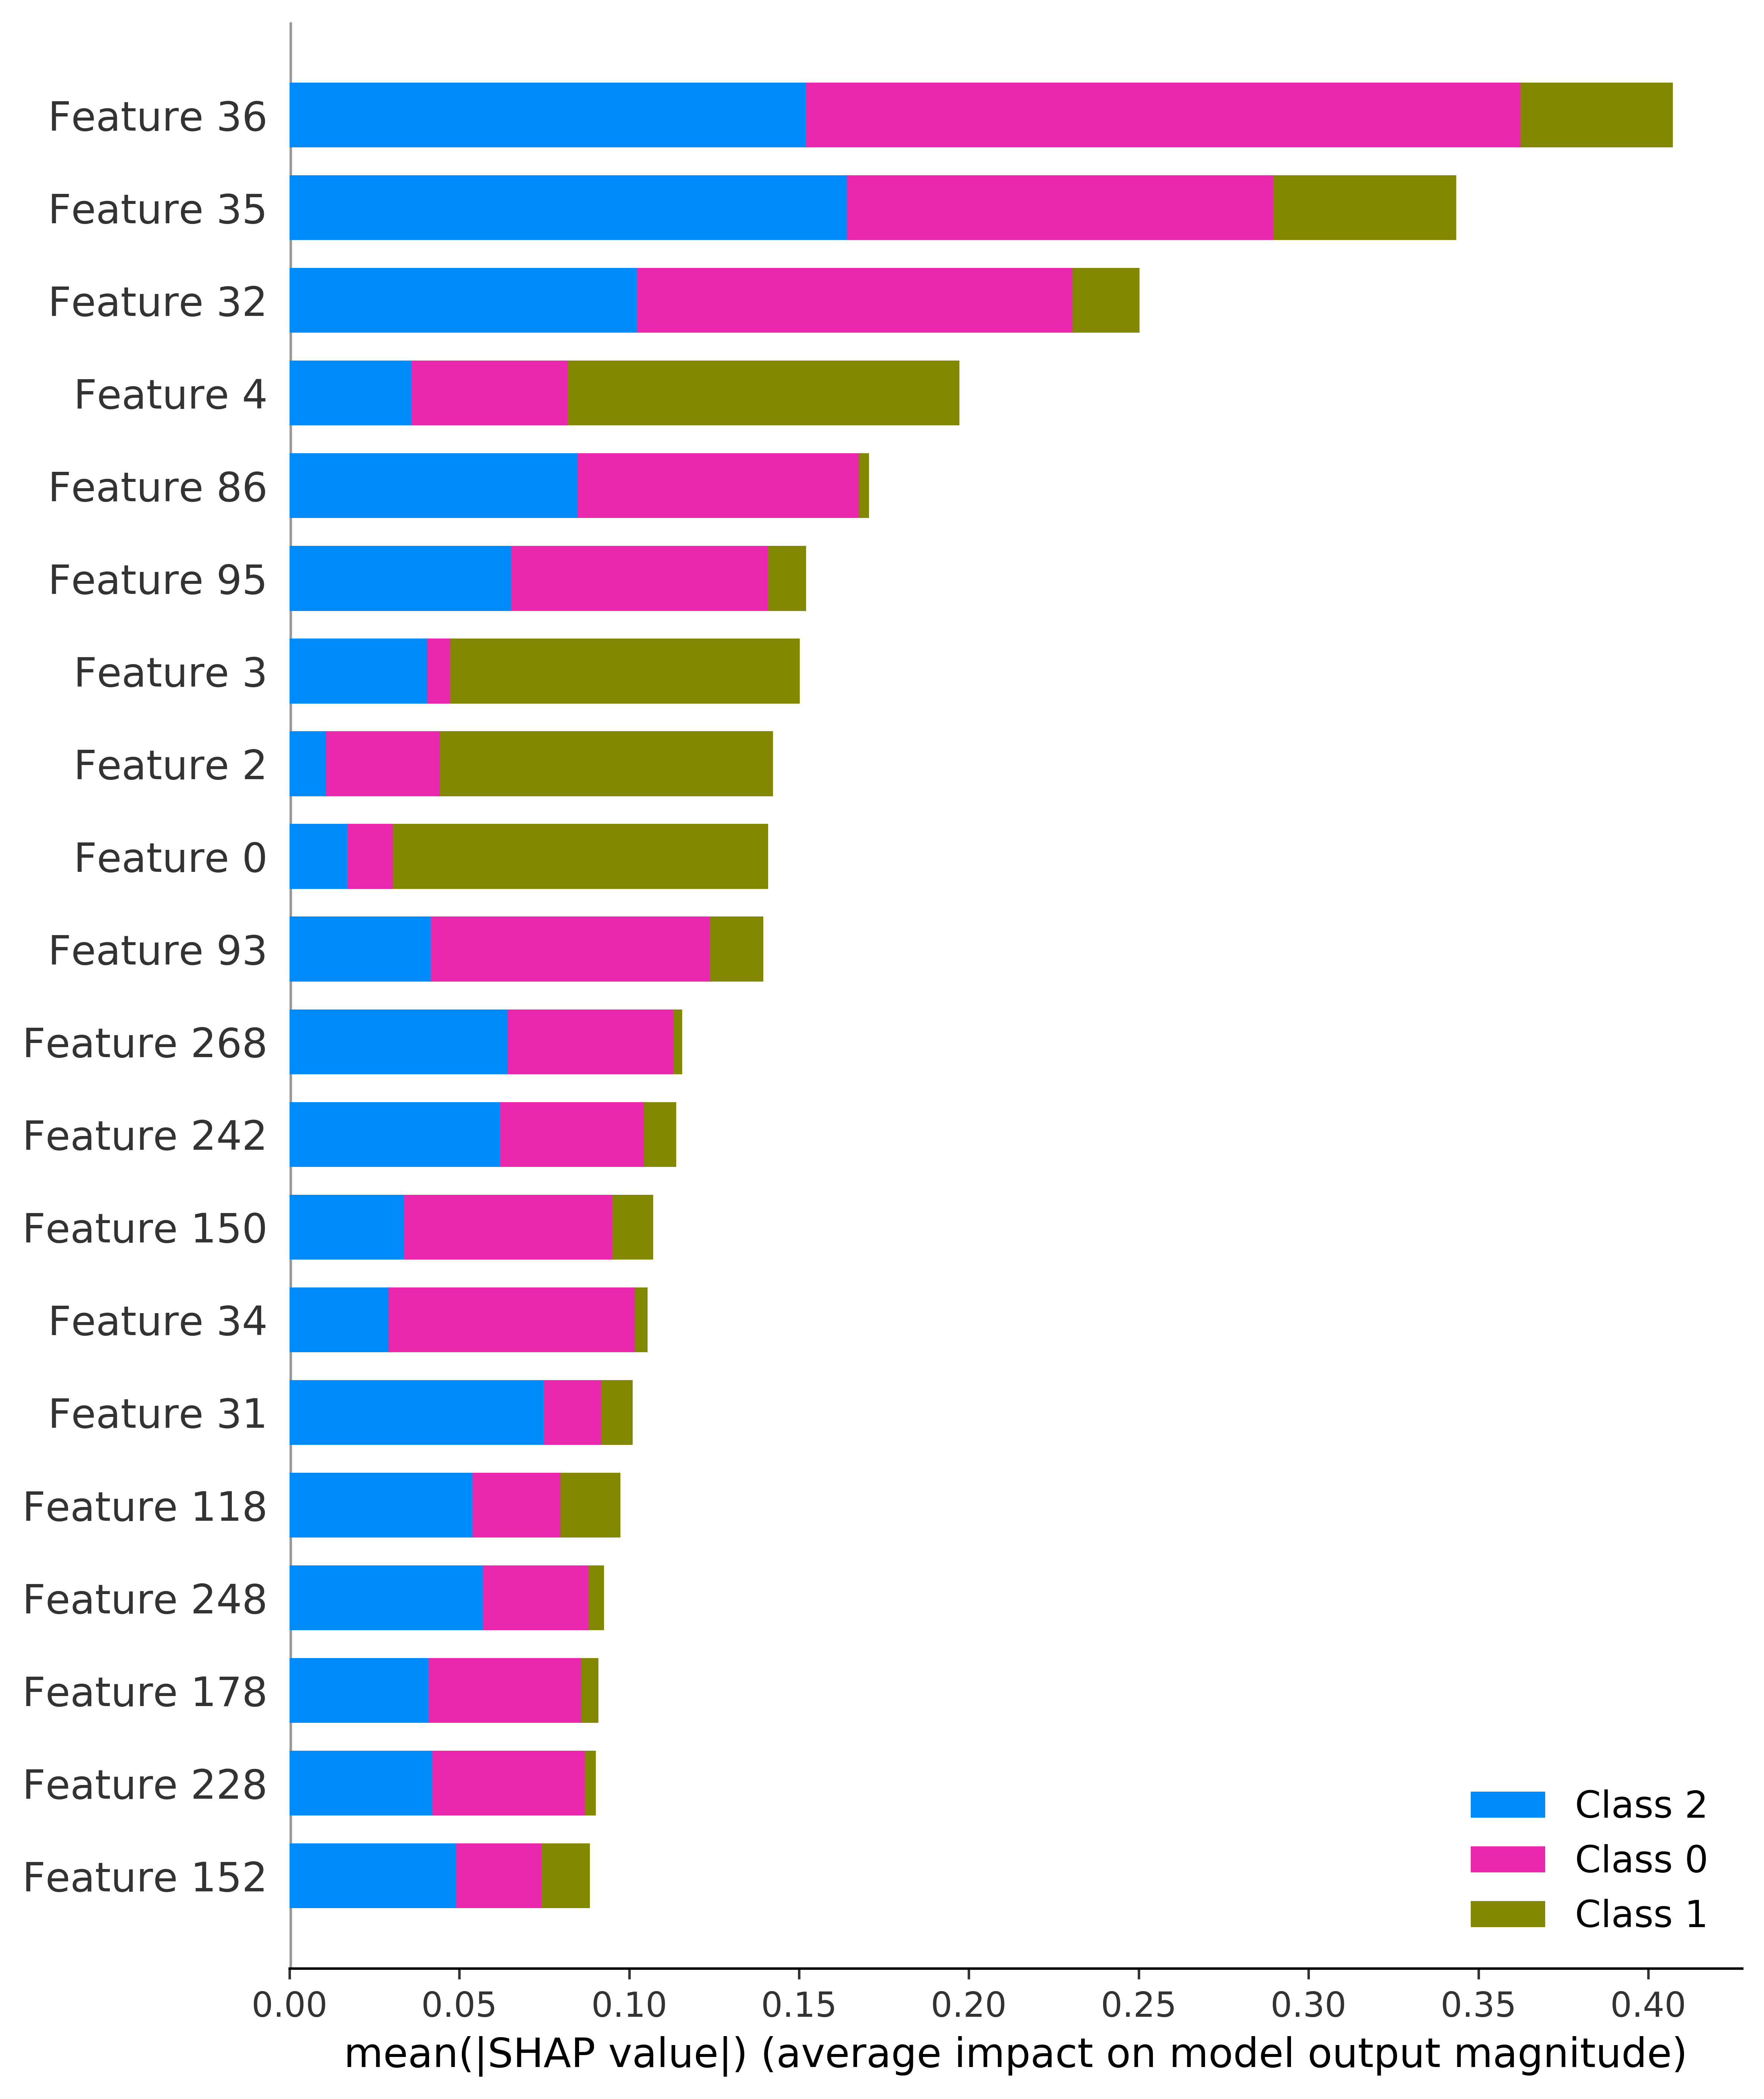 Feature 36
Feature 35
Feature 32
Feature 4
Feature 86
Feature 95
Feature 3
Feature 2
Feature 0
Feature 93
Feature 268
Feature 242
Feature 150
Feature 34
Feature 31
Feature 118
Feature 248
Feature 178
Feature 228
Feature 152
Class 2
Class 0
Class 1
0.00 0.05 0.10 0.15 0.20 0.25 0.30 0.35 0.40
mean(|SHAP value|) (average impact on model output magnitude)